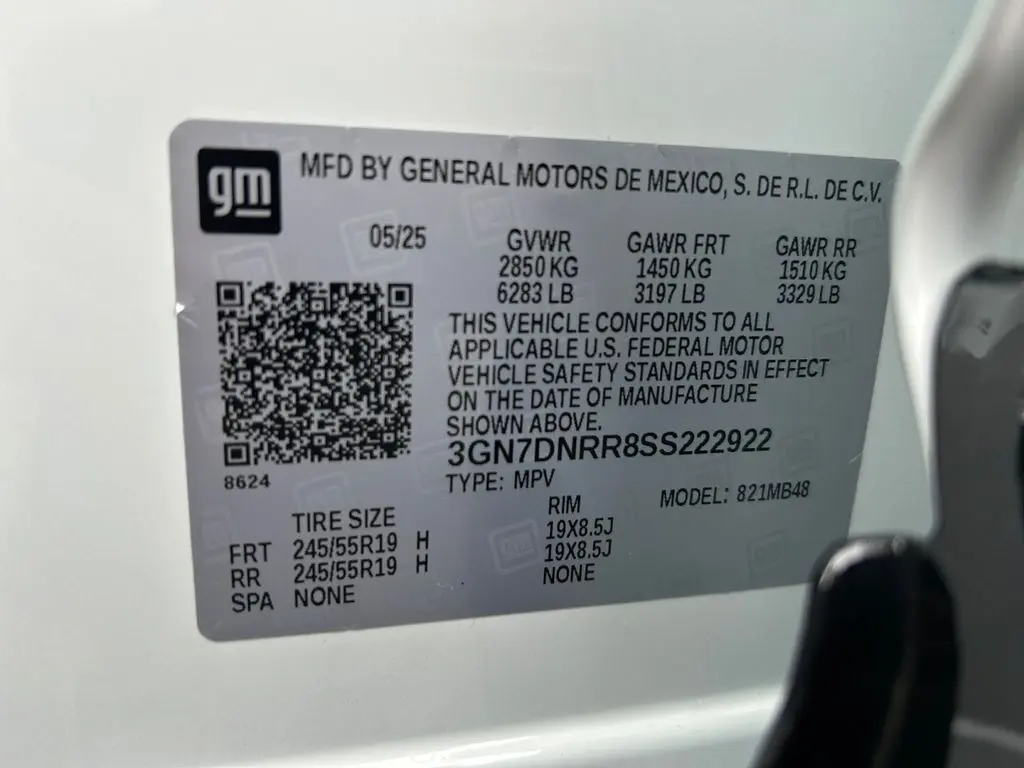 gm
MFD BY GENERAL MOTORS DE MEXICO, S. DE R.L. DE C.V.
05/25 GVWR GAWR FRT GAWR RR
2850 KG 1450 KG 1510 KG
6283 LB 3197 LB 3329 LB
THIS VEHICLE CONFORMS TO ALL
APPLICABLE U.S. FEDERAL MOTOR
VEHICLE SAFETY STANDARDS IN EFFECT
ON THE DATE OF MANUFACTURE
SHOWN ABOVE.
3GN7DNRR8SS222922
8624
TYPE: MPV MODEL: 821MB48
TIRE SIZE RIM
FRT 245/55R19 H 19X8.5J
RR 245/55R19 H 19X8.5J
SPA NONE NONE